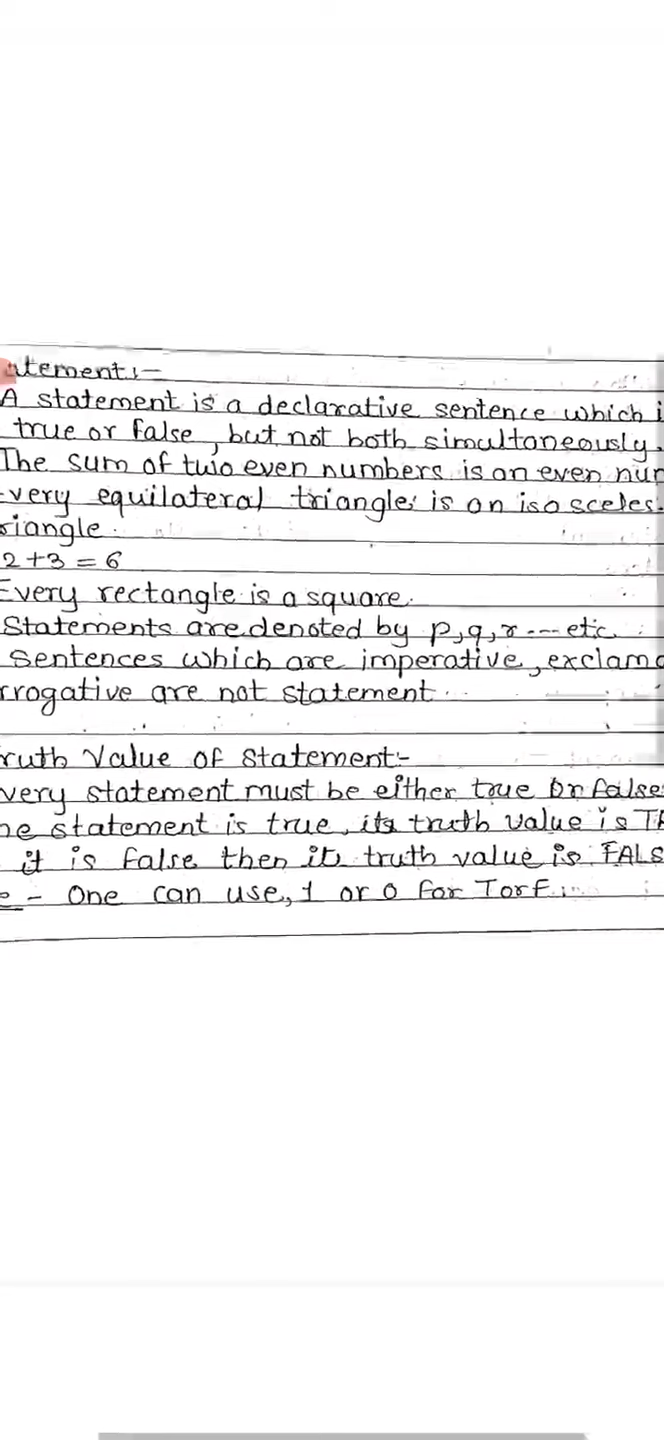 atement:-
A statement is a declarative sentence which i
true or false, but not both simultaneously.
The sum of two even numbers is an even nur
very equilateral triangle is an isosceles
riangle.
2+3=6
Every rectangle is a square.
Statements are denoted by p,q,r---etc.
Sentences which are imperative, exclama
rrogative are not statement.
ruth Value of Statement:-
very statement must be either true or false
he statement is true, its truth value is TR
it is false then its truth value is FALS
e - One can use, 1 or 0 for T or F.